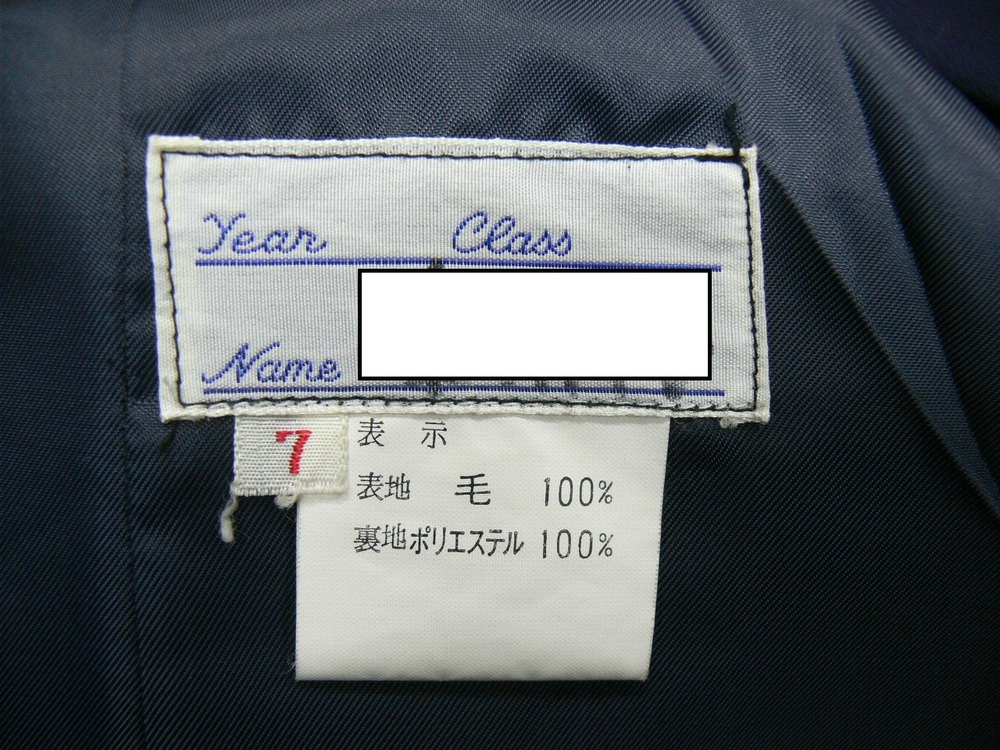 Year Class
Name
7
表示
表地 毛 100%
裏地ポリエステル 100%